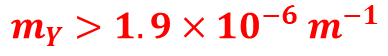 m_Y > 1.9 × 10^{-6} m^{-1}